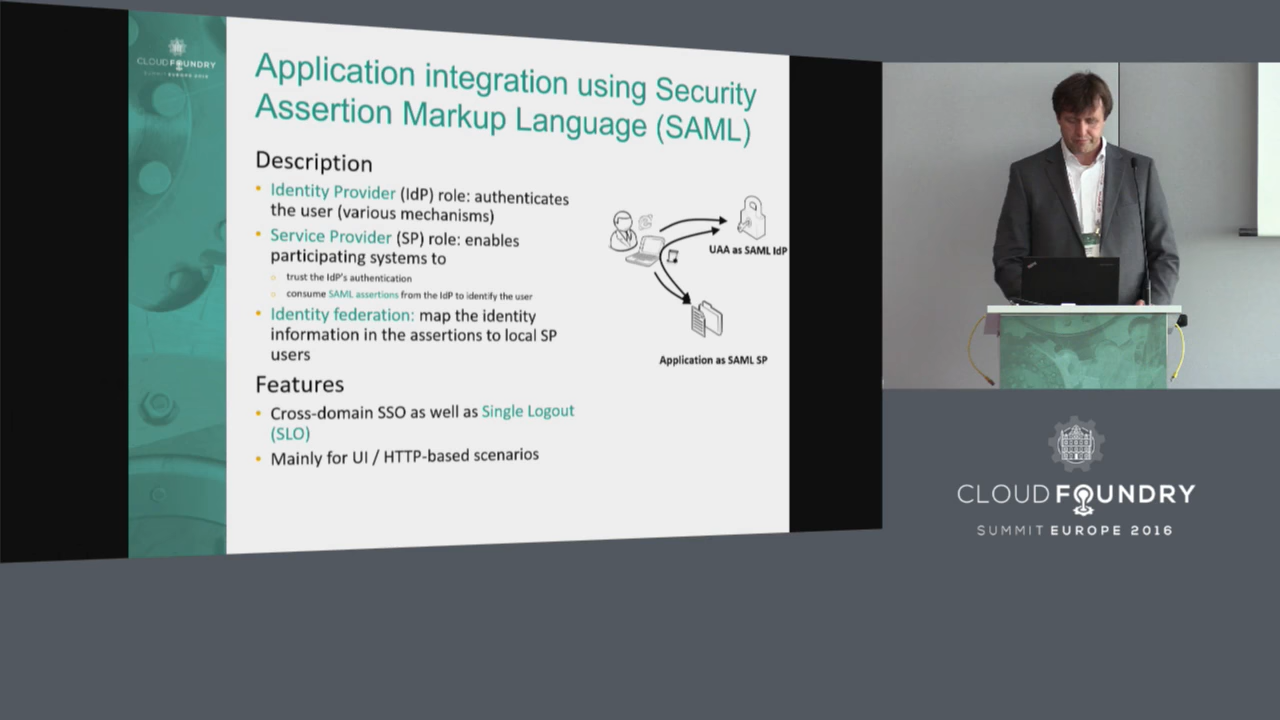 CLOUD FOUNDRY
SUMMIT EUROPE 2016
Application integration using Security
Assertion Markup Language (SAML)
Description
• Identity Provider (IdP) role: authenticates
the user (various mechanisms)
• Service Provider (SP) role: enables
participating systems to
○ trust the IdP's authentication
○ consume SAML assertions from the IdP to identify the user
• Identity federation: map the identity
information in the assertions to local SP
users
Features
• Cross-domain SSO as well as Single Logout
(SLO)
• Mainly for UI / HTTP-based scenarios
UAA as SAML IdP
Application as SAML SP
CLOUD FOUNDRY
SUMMIT EUROPE 2016